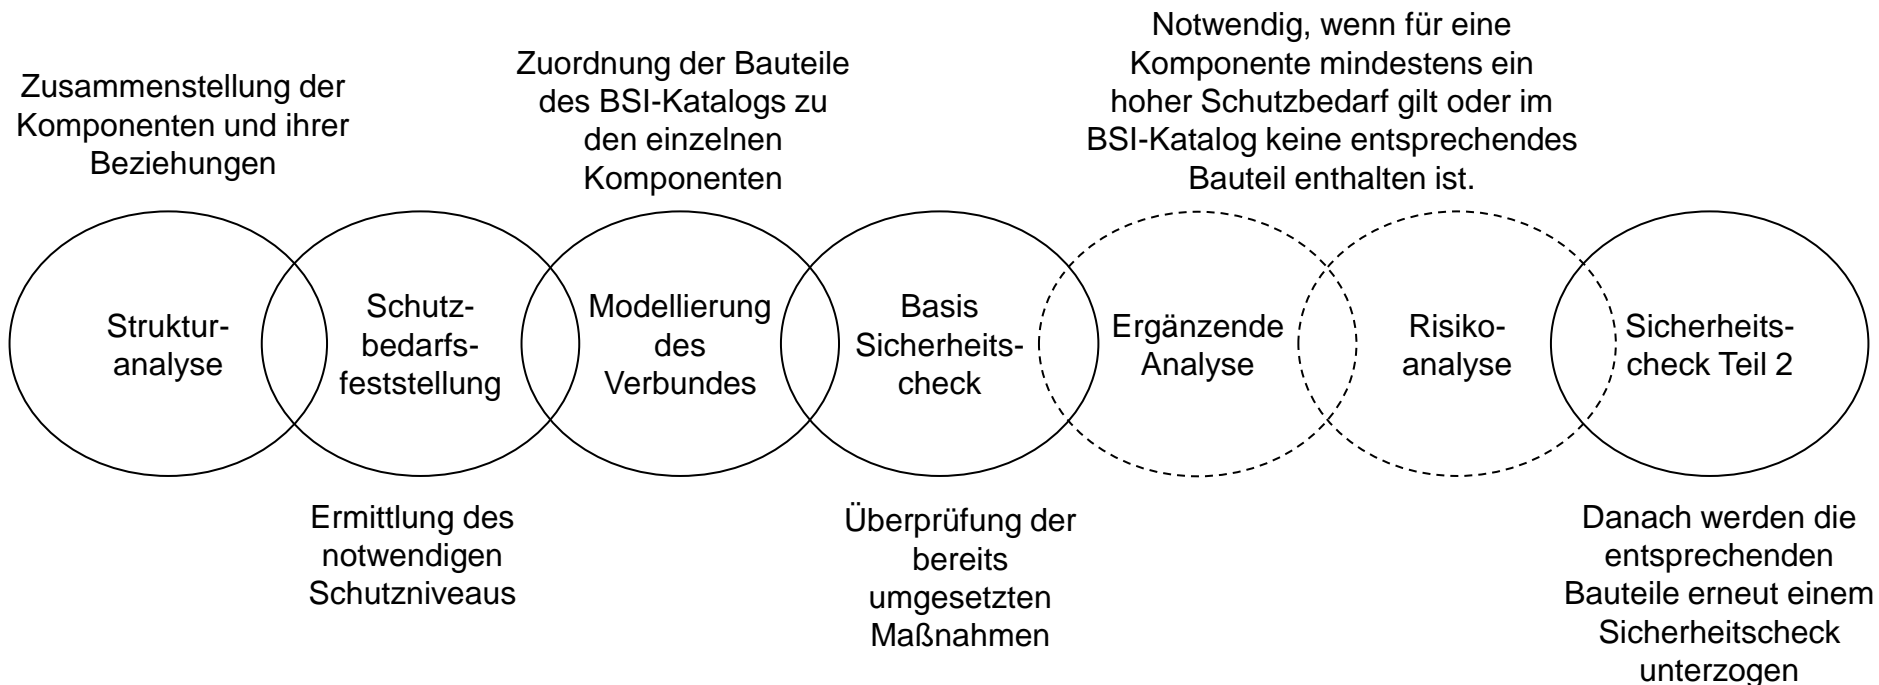 Zusammenstellung der
Komponenten und ihrer
Beziehungen
Zuordnung der Bauteile
des BSI-Katalogs zu
den einzelnen
Komponenten
Notwendig, wenn für eine
Komponente mindestens ein
hoher Schutzbedarf gilt oder im
BSI-Katalog keine entsprechendes
Bauteil enthalten ist.
Struktur-
analyse
Schutz-
bedarfs-
feststellung
Modellierung
des
Verbundes
Basis
Sicherheits-
check
Ergänzende
Analyse
Risiko-
analyse
Sicherheits-
check Teil 2
Ermittlung des
notwendigen
Schutzniveaus
Überprüfung der
bereits
umgesetzten
Maßnahmen
Danach werden die
entsprechenden
Bauteile erneut einem
Sicherheitscheck
unterzogen